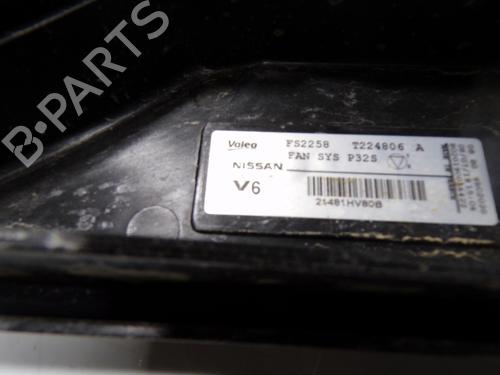 B-PARTS
Valeo FS2258 T224806 A
NISSAN FAN SYS P32S
V6
21481HV80B